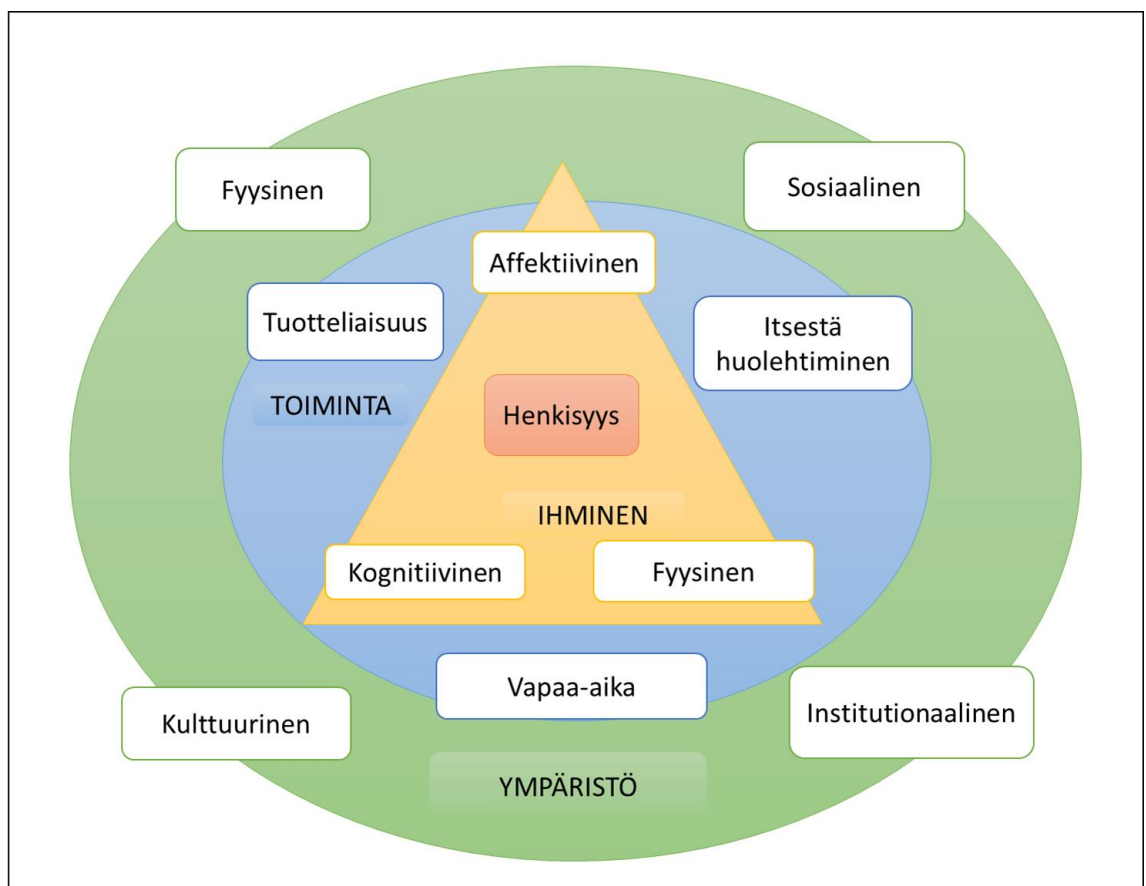 Fyysinen
Sosiaalinen
Affektiivinen
Tuotteliaisuus
Itsestä
huolehtiminen
TOIMINTA
Henkisyys
IHMINEN
Kognitiivinen
Fyysinen
Vapaa-aika
Kulttuurinen
Institutionaalinen
YMPÄRISTÖ